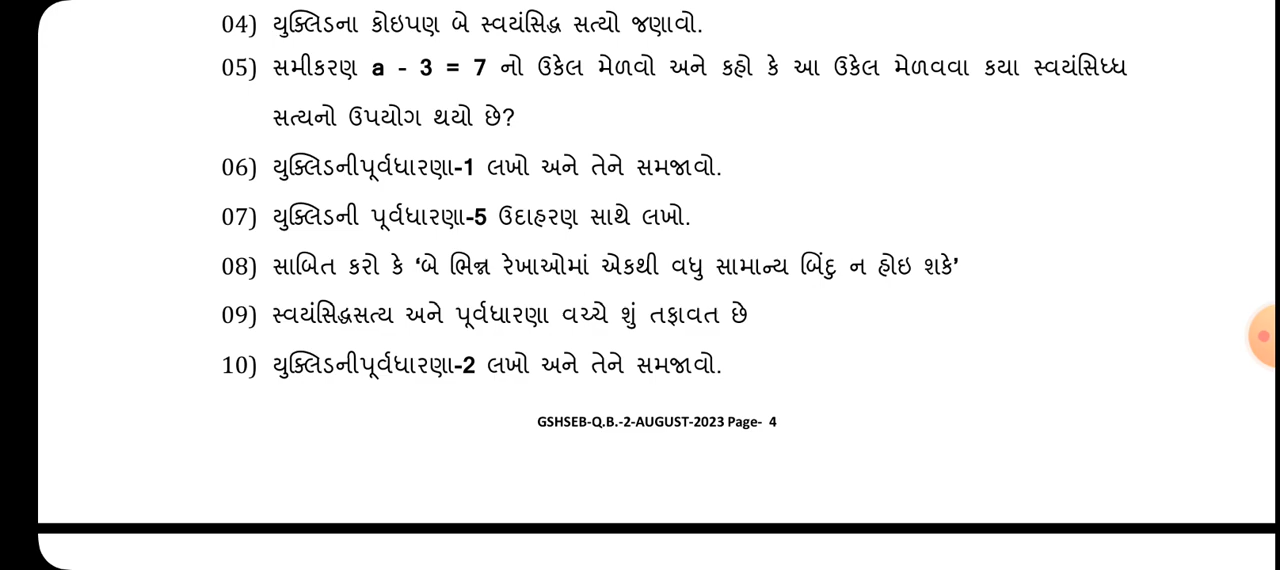 04) યુક્લિડના કોઇપણ બે સ્વયંસિદ્ધ સત્યો જણાવો.
05) સમીકરણ a - 3 = 7 નો ઉકેલ મેળવો અને કહો કે આ ઉકેલ મેળવવા કયા સ્વયંસિધ્ધ
સત્યનો ઉપયોગ થયો છે?
06) યુક્લિડનીપૂર્વધારણા-1 લખો અને તેને સમજાવો.
07) યુક્લિડની પૂર્વધારણા-5 ઉદાહરણ સાથે લખો.
08) સાબિત કરો કે ‘બે ભિન્ન રેખાઓમાં એકથી વધુ સામાન્ય બિંદુ ન હોઇ શકે’
09) સ્વયંસિદ્ધસત્ય અને પૂર્વધારણા વચ્ચે શું તફાવત છે
10) યુક્લિડનીપૂર્વધારણા-2 લખો અને તેને સમજાવો.
GSHSEB-Q.B.-2-AUGUST-2023 Page- 4